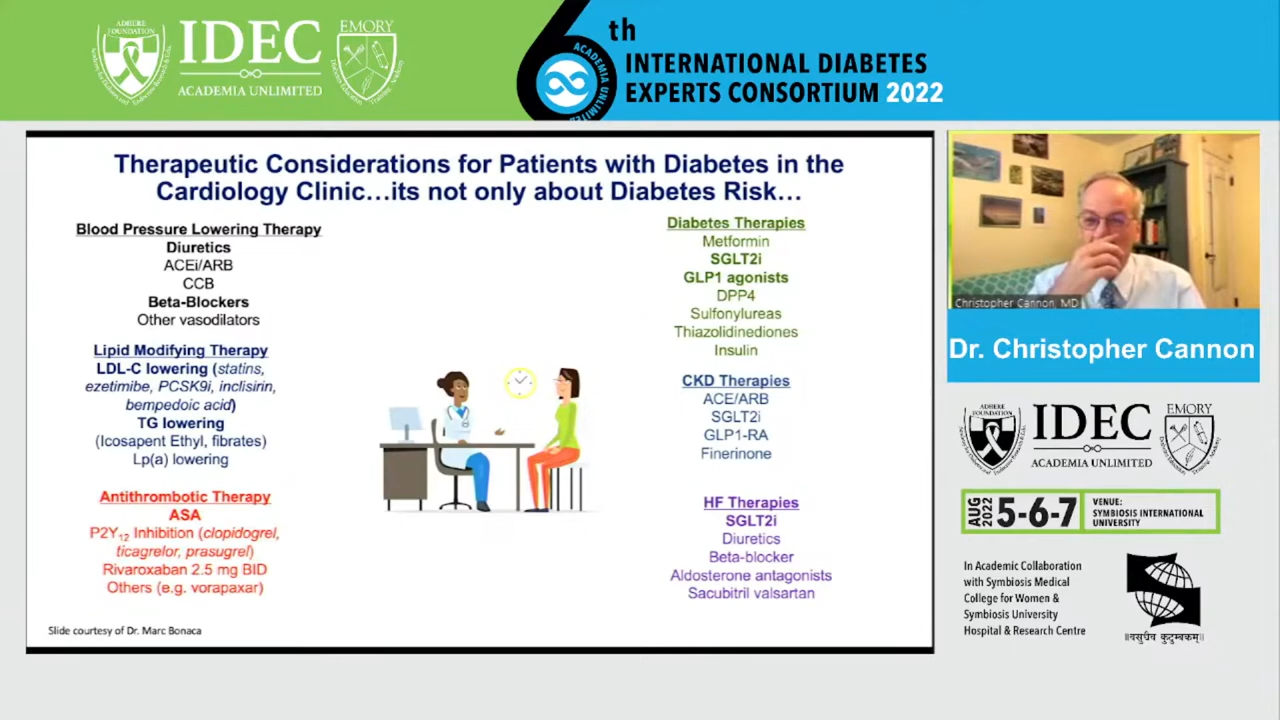 ADHERE
FOUNDATION
IDEC
ACADEMIA UNLIMITED
EMORY
6th
ACADEMIA UNLIMITED
INTERNATIONAL DIABETES
EXPERTS CONSORTIUM 2022
Therapeutic Considerations for Patients with Diabetes in the
Cardiology Clinic…its not only about Diabetes Risk…
Blood Pressure Lowering Therapy
Diuretics
ACEi/ARB
CCB
Beta-Blockers
Other vasodilators
Lipid Modifying Therapy
LDL-C lowering (statins,
ezetimibe, PCSK9i, inclisirin,
bempedoic acid)
TG lowering
(Icosapent Ethyl, fibrates)
Lp(a) lowering
Antithrombotic Therapy
ASA
P2Y12 Inhibition (clopidogrel,
ticagrelor, prasugrel)
Rivaroxaban 2.5 mg BID
Others (e.g. vorapaxar)
Diabetes Therapies
Metformin
SGLT2i
GLP1 agonists
DPP4
Sulfonylureas
Thiazolidinediones
Insulin
CKD Therapies
ACE/ARB
SGLT2i
GLP1-RA
Finerinone
HF Therapies
SGLT2i
Diuretics
Beta-blocker
Aldosterone antagonists
Sacubitril valsartan
Slide courtesy of Dr. Marc Bonaca
Christopher Cannon, MD
Dr. Christopher Cannon
ADHERE
FOUNDATION
IDEC
ACADEMIA UNLIMITED
EMORY
AUG
2022
5-6-7
VENUE:
SYMBIOSIS INTERNATIONAL
UNIVERSITY
In Academic Collaboration
with Symbiosis Medical
College for Women &
Symbiosis University
Hospital & Research Centre
॥वसुधैव कुटुम्बकम्॥